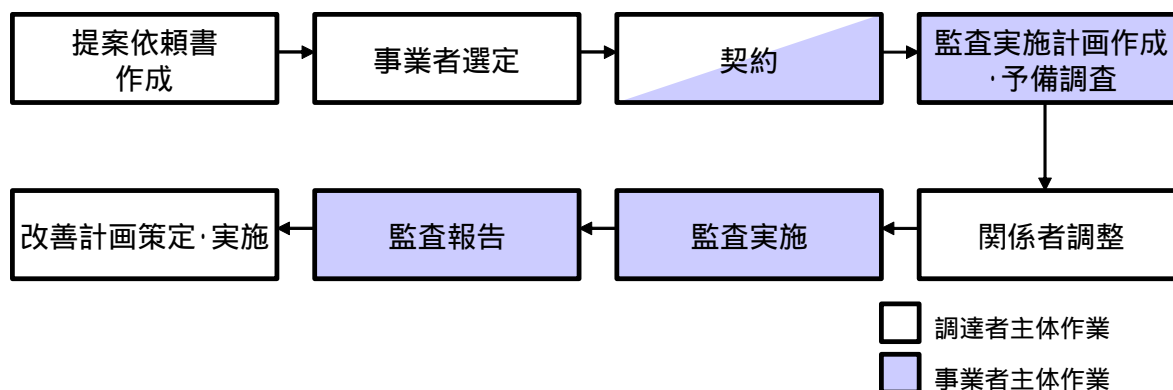 提案依頼書
作成
事業者選定
契約
監査実施計画作成
・予備調査
改善計画策定・実施
監査報告
監査実施
関係者調整
調達者主体作業
事業者主体作業